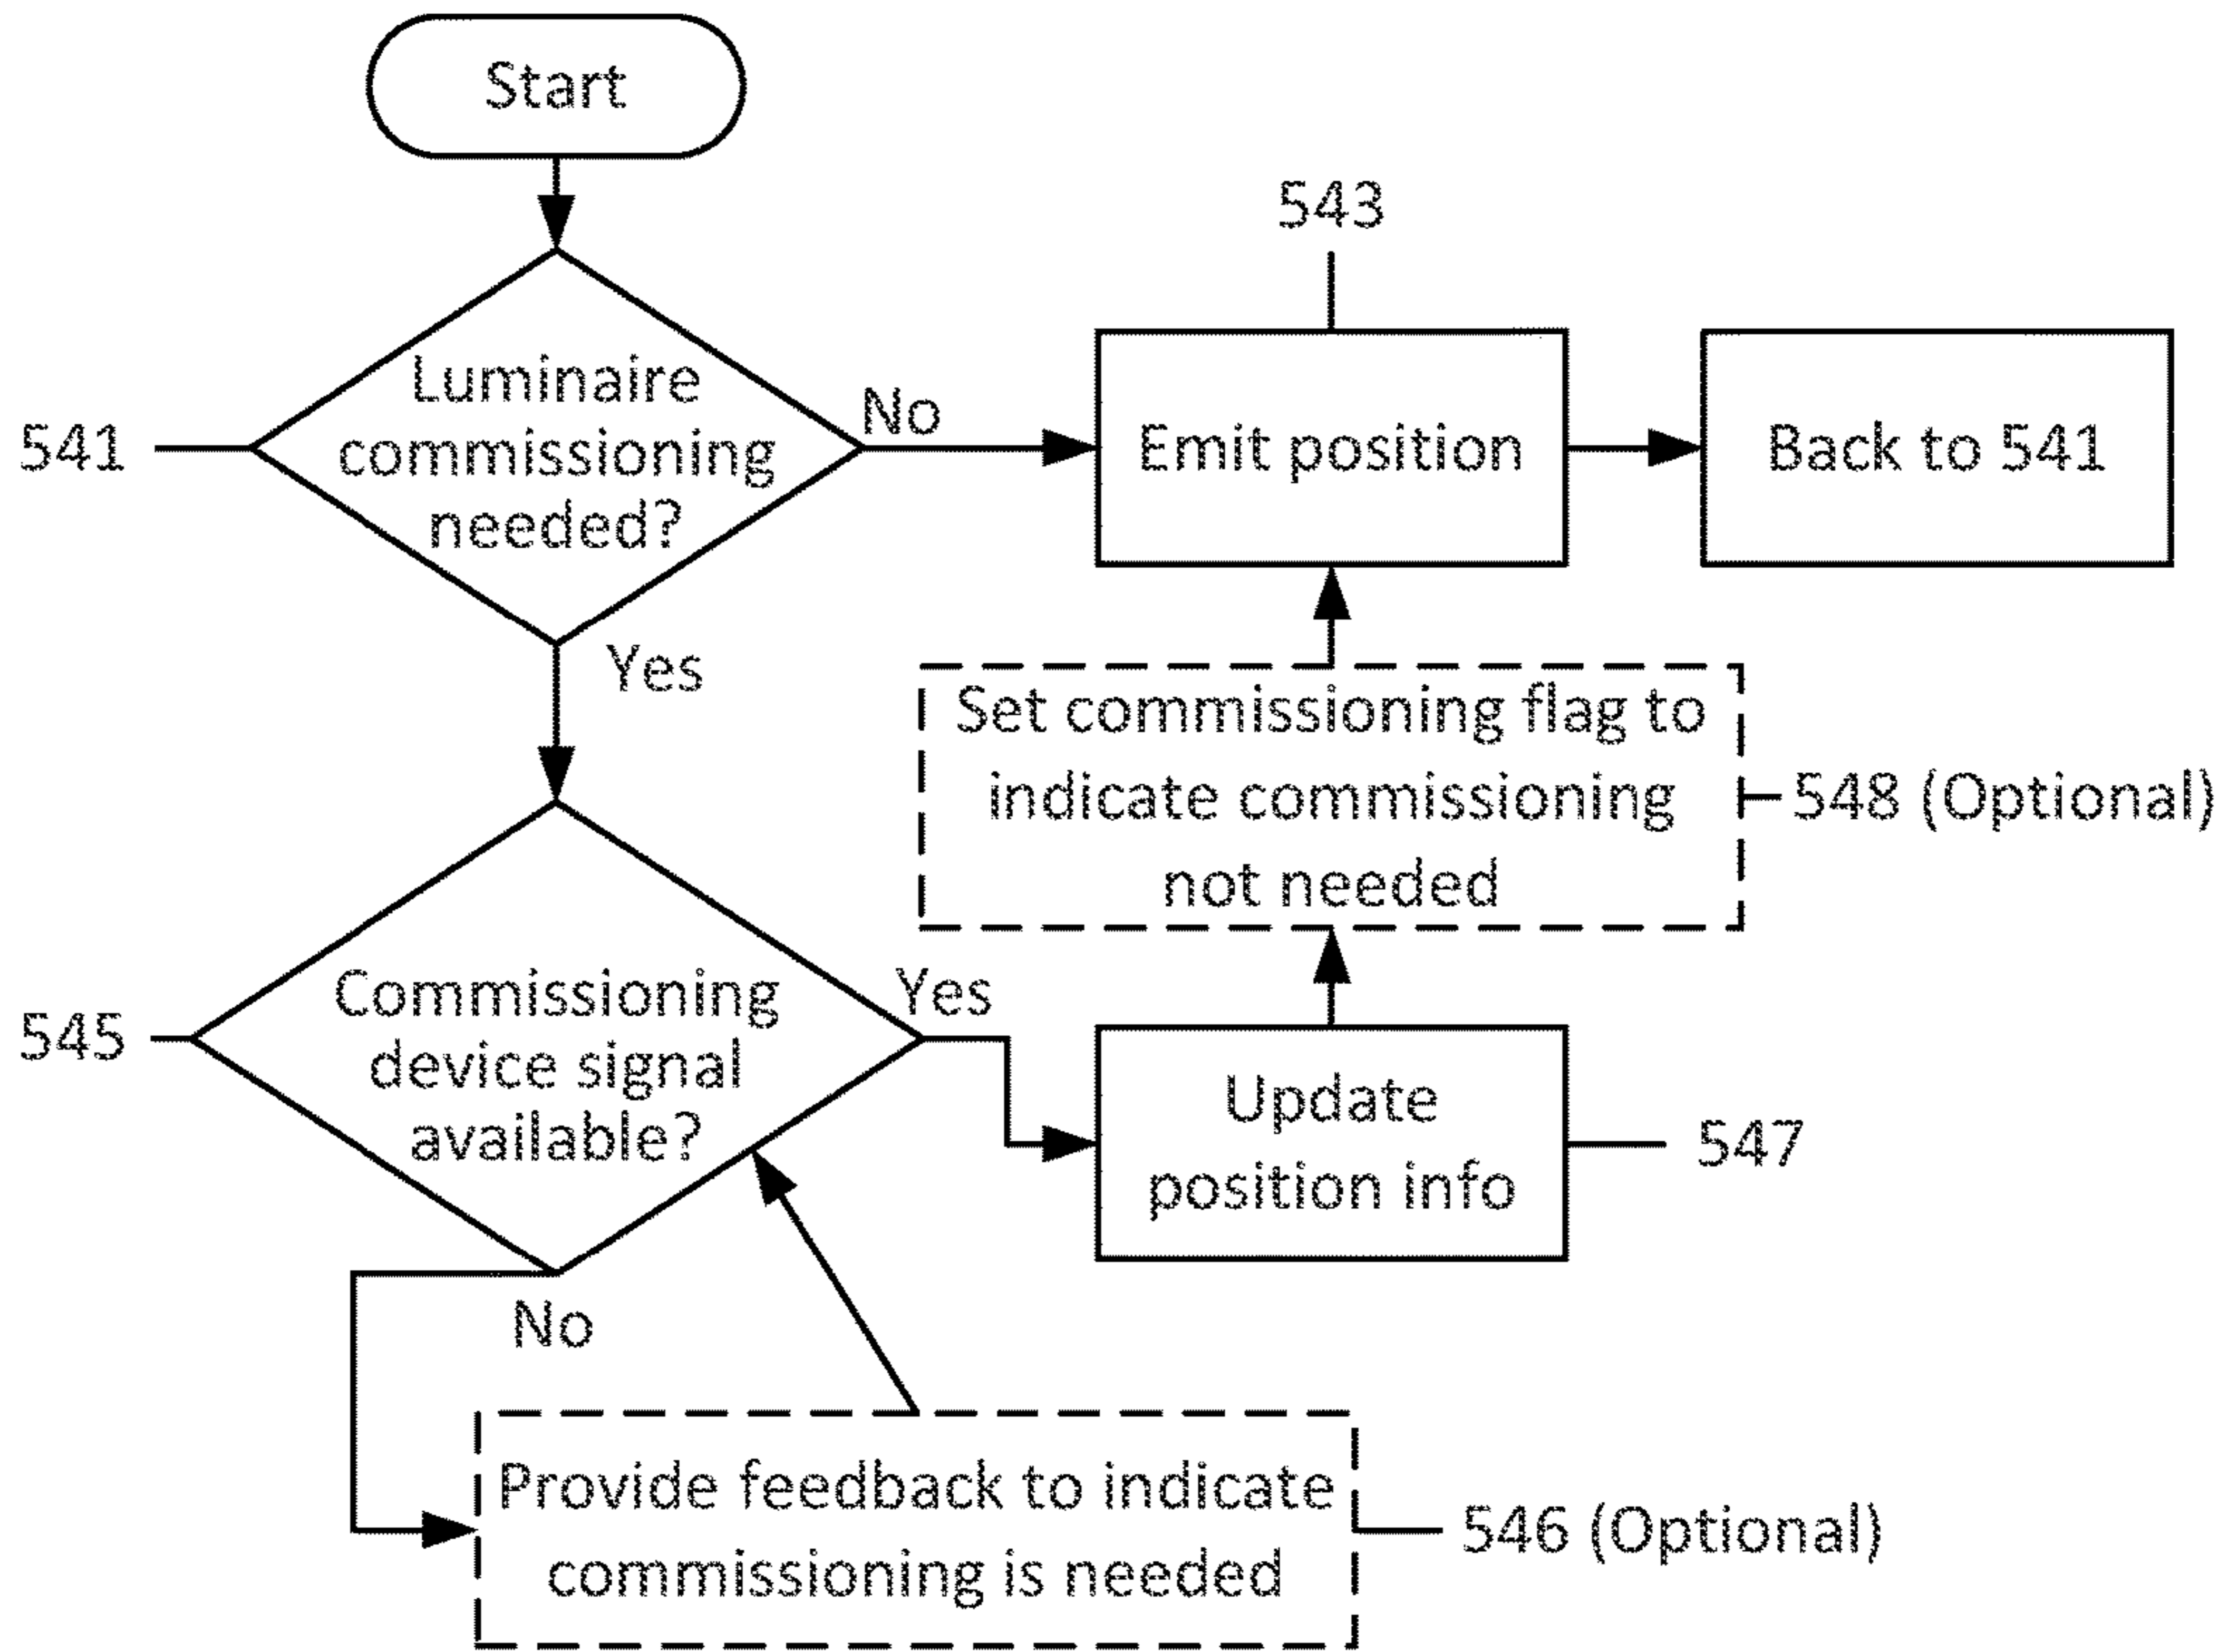 Start
543
Luminaire
commissioning
needed?
541
No
Emit position
Back to 541
Yes
Set commissioning flag to
indicate commissioning
not needed
548 (Optional)
Commissioning
device signal
available?
545
Yes
Update
position info
547
No
Provide feedback to indicate
commissioning is needed
546 (Optional)